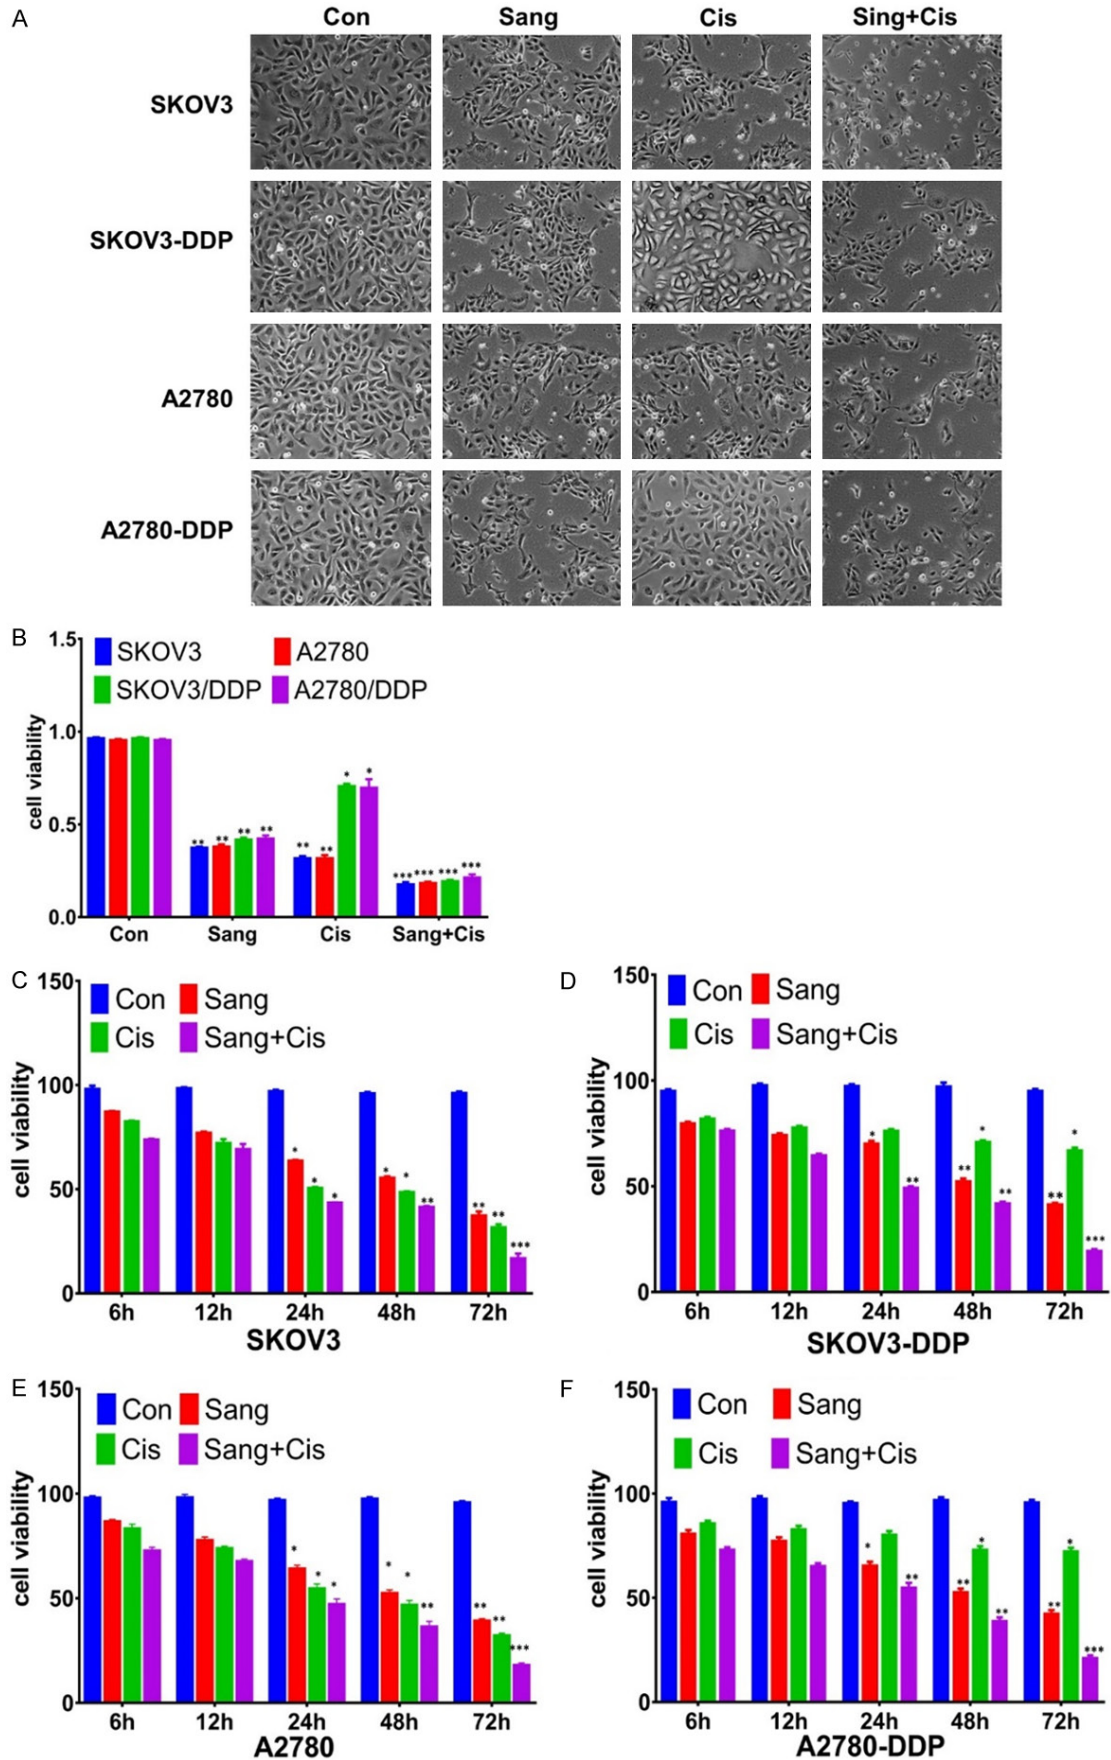 A
Con Sang Cis Sing+Cis
SKOV3
SKOV3-DDP
A2780
A2780-DDP
B
1.5
SKOV3 A2780
SKOV3/DDP A2780/DDP
cell viability
1.0
* *
0.5
** ** ** **
** **
*** *** *** ***
0.0
Con Sang Cis Sang+Cis
C
150
Con Sang
Cis Sang+Cis
cell viability
100
50
* * *
* * **
** ** ***
0
6h 12h 24h 48h 72h
SKOV3
D
150
Con Sang
Cis Sang+Cis
cell viability
100
50
* **
** * **
** * ***
0
6h 12h 24h 48h 72h
SKOV3-DDP
E
150
Con Sang
Cis Sang+Cis
cell viability
100
50
* * *
* * **
** ** ***
0
6h 12h 24h 48h 72h
A2780
F
150
Con Sang
Cis Sang+Cis
cell viability
100
50
* **
** * **
** * ***
0
6h 12h 24h 48h 72h
A2780-DDP